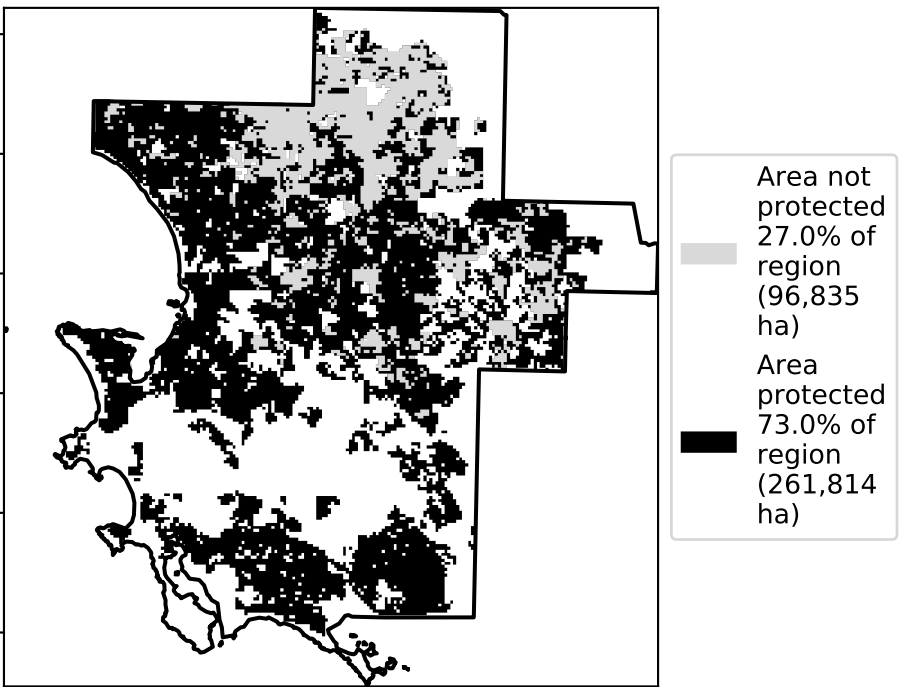 Area not
protected
27.0% of
region
(96,835
ha)
Area
protected
73.0% of
region
(261,814
ha)